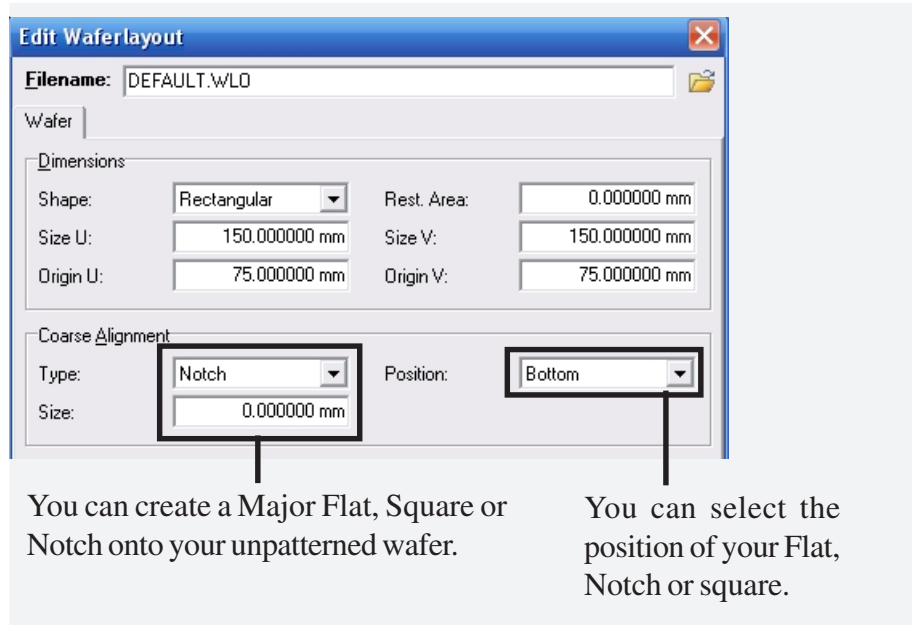 Edit Waferlayout
Filename: DEFAULT.WLO
Wafer
Dimensions
Shape: Rectangular Rest. Area: 0.000000 mm
Size U: 150.000000 mm Size V: 150.000000 mm
Origin U: 75.000000 mm Origin V: 75.000000 mm
Coarse Alignment
Type: Notch Position: Bottom
Size: 0.000000 mm
You can create a Major Flat, Square or
Notch onto your unpatterned wafer.
You can select the
position of your Flat,
Notch or square.